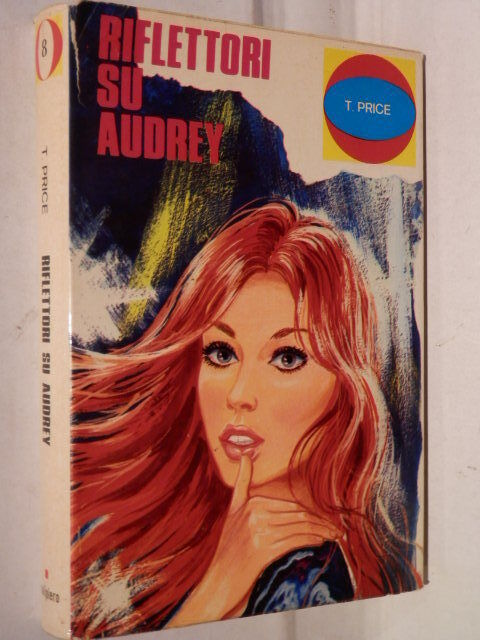 RIFLETTORI
SU
AUDREY
T. PRICE
8
T. PRICE
RIFLETTORI SU AUDREY